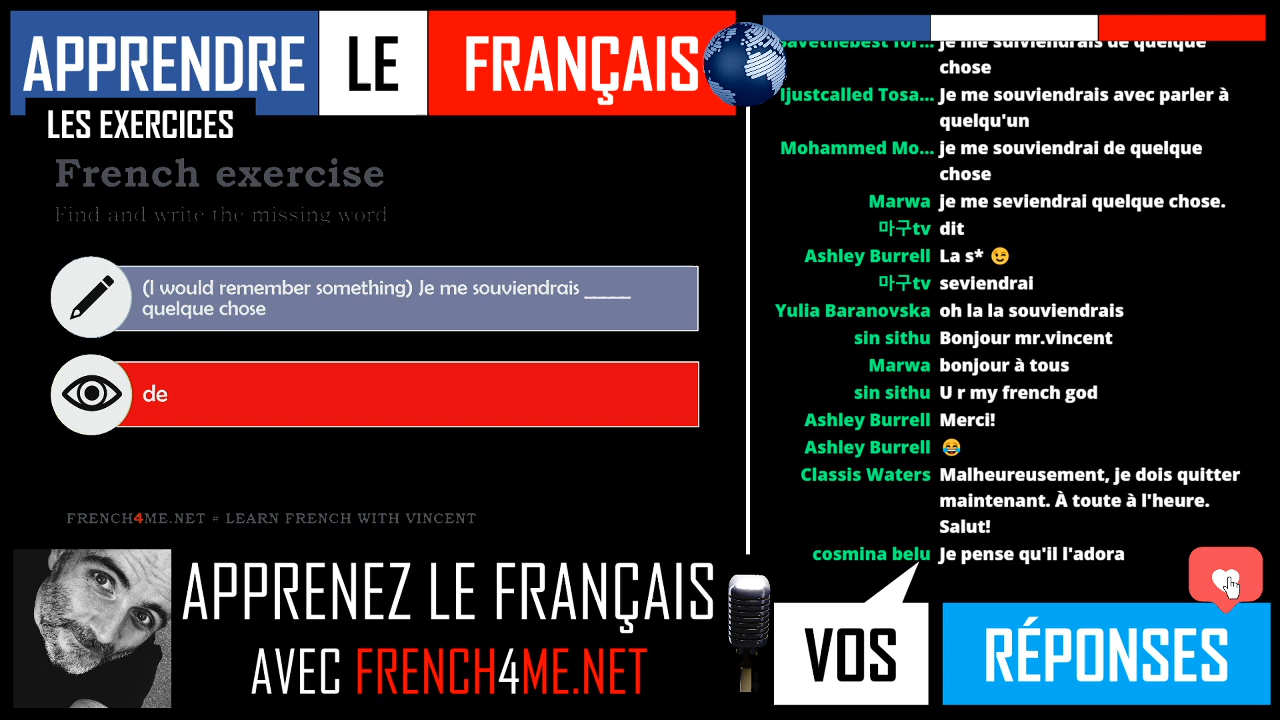 APPRENDRE LE FRANÇAIS
LES EXERCICES
French exercise
Find and write the missing word
(I would remember something) Je me souviendrais _____
quelque chose
de
FRENCH4ME.NET = LEARN FRENCH WITH VINCENT
APPRENEZ LE FRANÇAIS
AVEC FRENCH4ME.NET
Savethebest for... je me suiviendrais de quelque
chose
Ijustcalled Tosa... Je me souviendrais avec parler à
quelqu'un
Mohammed Mo... je me souviendrai de quelque
chose
Marwa je me seviendrai quelque chose.
마구tv dit
Ashley Burrell La s* 😉
마구tv seviendrai
Yulia Baranovska oh la la souviendrais
sin sithu Bonjour mr.vincent
Marwa bonjour à tous
sin sithu U r my french god
Ashley Burrell Merci!
Ashley Burrell 😂
Classis Waters Malheureusement, je dois quitter
maintenant. À toute à l'heure.
Salut!
cosmina belu Je pense qu'il l'adora
VOS RÉPONSES